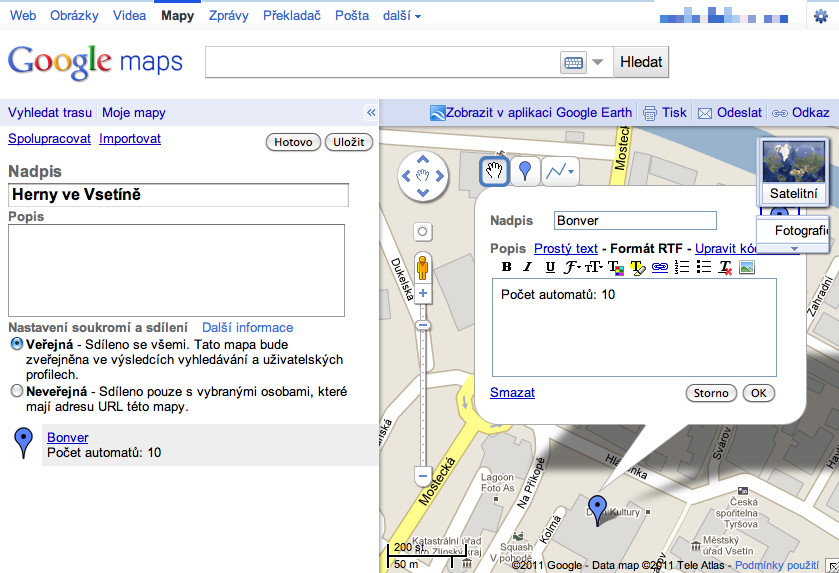 Web Obrázky Videa Mapy Zprávy Překladač Pošta další
Google maps
Hledat
Vyhledat trasu Moje mapy «
Zobrazit v aplikaci Google Earth Tisk Odeslat Odkaz
Spolupracovat Importovat
Hotovo Uložit
Nadpis
Herny ve Vsetíně
Popis
Nastavení soukromí a sdílení Další informace
Veřejná - Sdíleno se všemi. Tato mapa bude
zveřejněna ve výsledcích vyhledávání a uživatelských
profilech.
Neveřejná - Sdíleno pouze s vybranými osobami, které
mají adresu URL této mapy.
Bonver
Počet automatů: 10
Mostecká
Satelitní
Fotografie
Nadpis Bonver
Popis Prostý text - Formát RTF - Upravit kód
B I U
Počet automatů: 10
Smazat
Storno OK
Dukelská
Zahradní
Mostecká
Na Příkopě
Hlásenka
Svárov
Kolmá
Lagoon
Foto As
Dům Kultury
Česká
spořitelna
Tyršova
Městský
úřad Vsetín
Squash
V pohodě
Katastrální úřad
pro Zlínský kraj
200 st.
50 m
©2011 Google - Data map ©2011 Tele Atlas - Podmínky použití